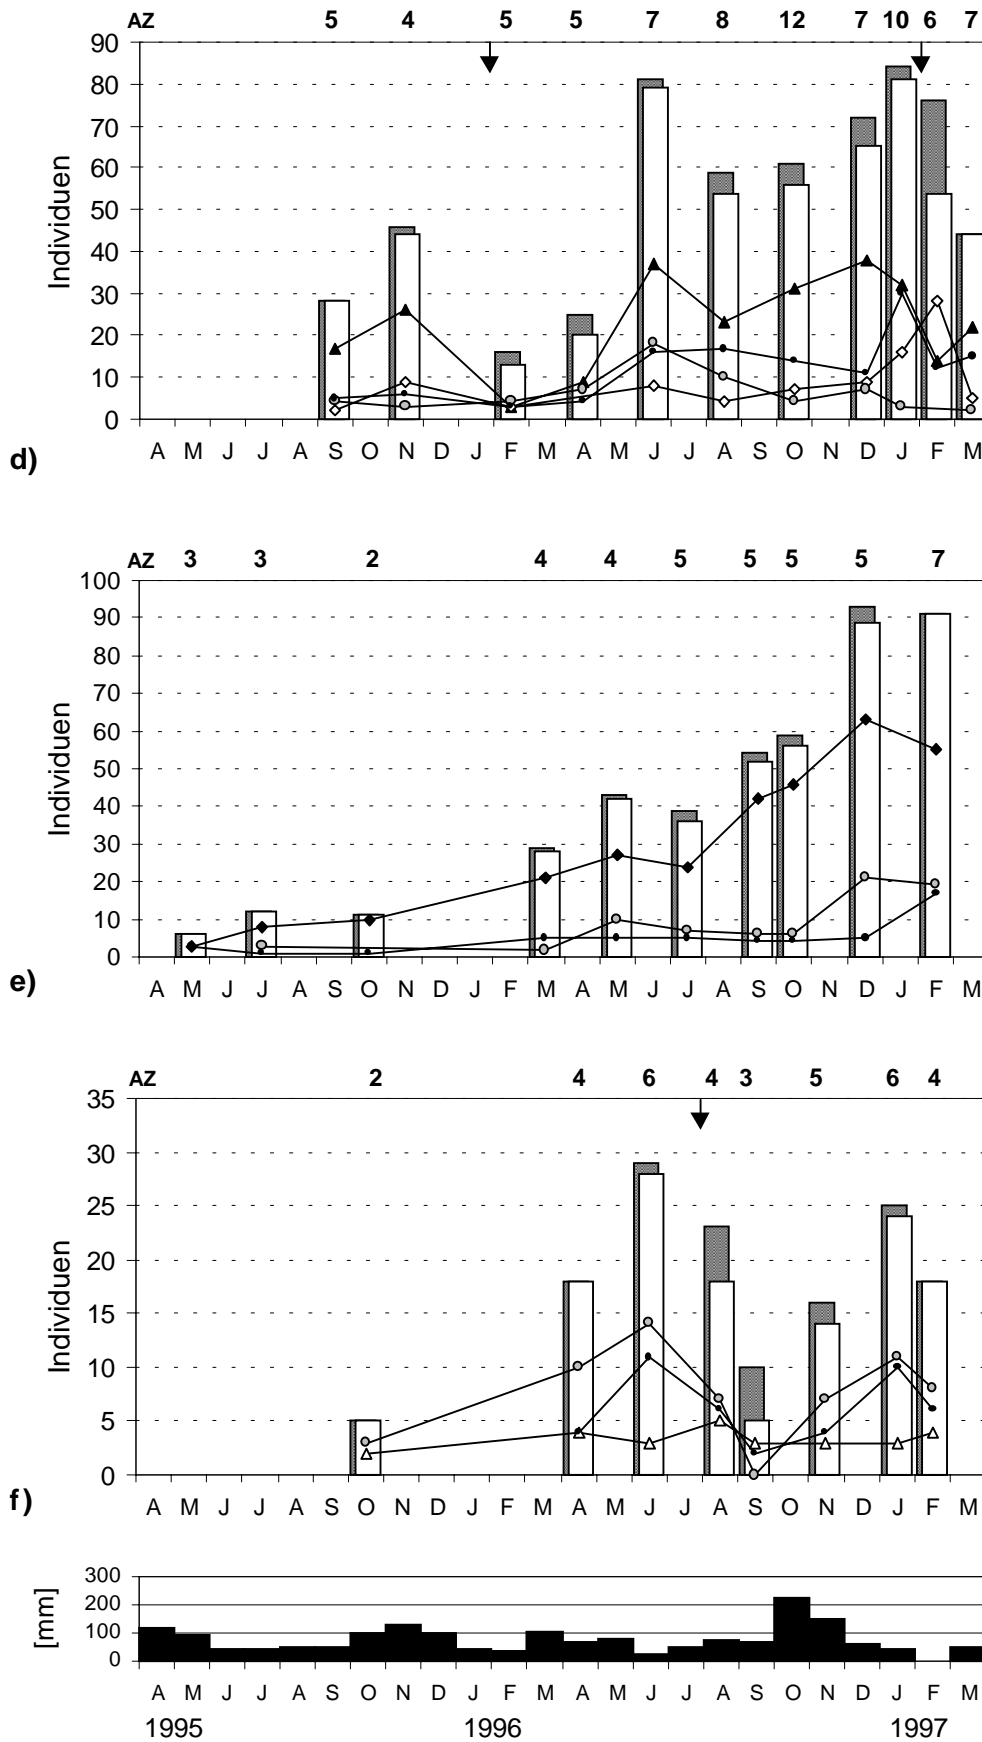 AZ 5 4 5 5 7 8 12 7 10 6 7
90
80
70
60
50
40
30
20
10
0
Individuen
A M J J A S O N D J F M A M J J A S O N D J F M
d)
AZ 3 3 2 4 4 5 5 5 5 7
100
90
80
70
60
50
40
30
20
10
0
Individuen
A M J J A S O N D J F M A M J J A S O N D J F M
e)
AZ 2 4 6 4 3 5 6 4
35
30
25
20
15
10
5
0
Individuen
A M J J A S O N D J F M A M J J A S O N D J F M
f)
300
200
100
0
[mm]
A M J J A S O N D J F M A M J J A S O N D J F M
1995 1996 1997